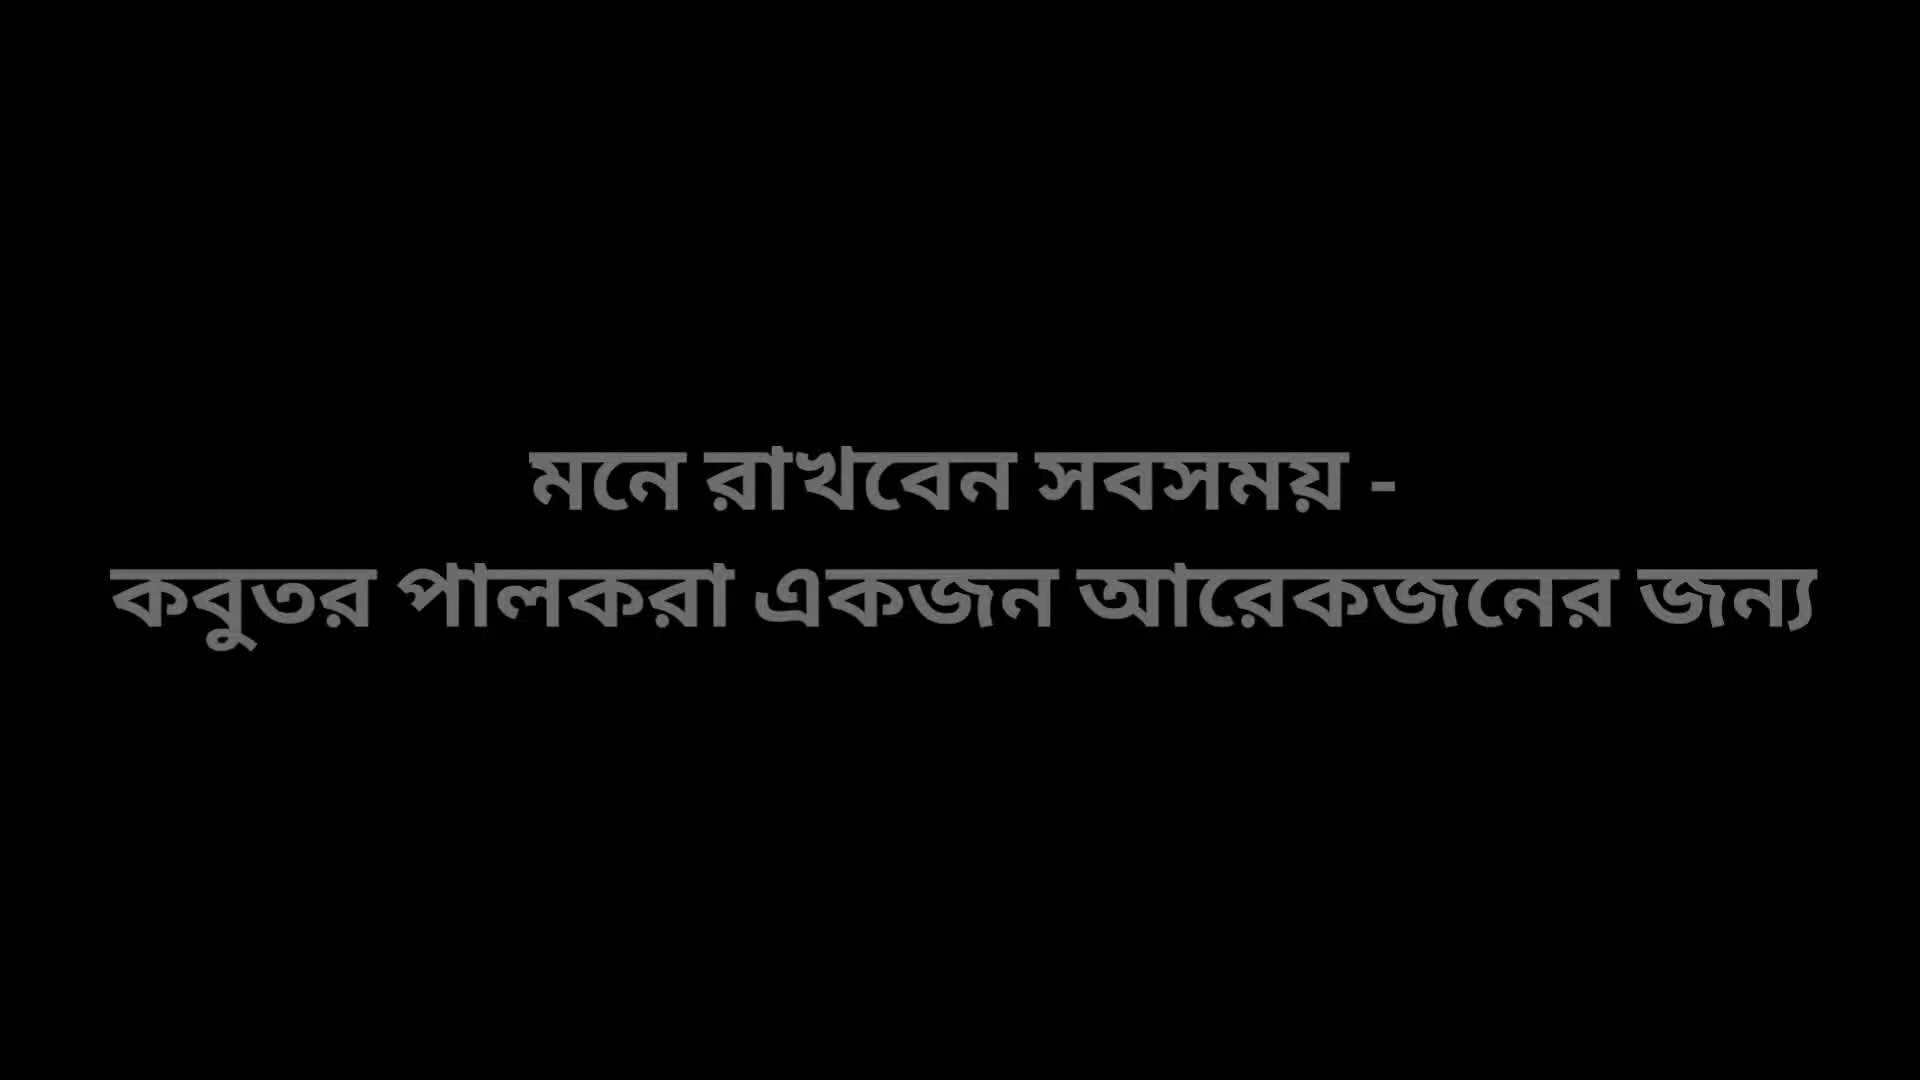 মনে রাখবেন সবসময় -
কবুতর পালকরা একজন আরেকজনের জন্য